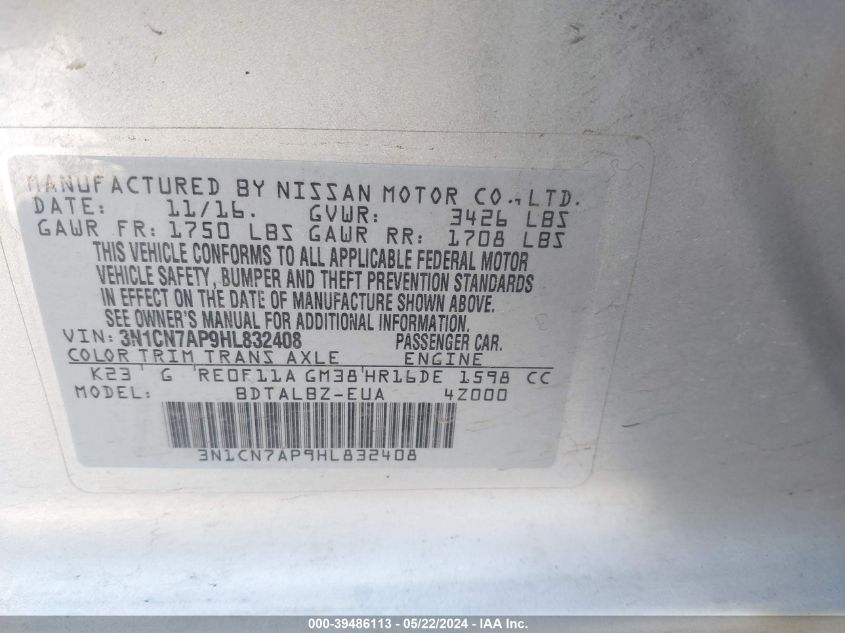 MANUFACTURED BY NISSAN MOTOR CO., LTD.
DATE: 11/16. GVWR: 3426 LBS
GAWR FR: 1750 LBS GAWR RR: 1708 LBS
THIS VEHICLE CONFORMS TO ALL APPLICABLE FEDERAL MOTOR
VEHICLE SAFETY, BUMPER AND THEFT PREVENTION STANDARDS
IN EFFECT ON THE DATE OF MANUFACTURE SHOWN ABOVE.
SEE OWNER'S MANUAL FOR ADDITIONAL INFORMATION.
VIN: 3N1CN7AP9HL832408 PASSENGER CAR.
COLOR TRIM TRANS AXLE ENGINE
K23 G RE0F11A GM38 HR16DE 1598 CC
MODEL: BDTALBZ-EUA 4Z000
3N1CN7AP9HL832408
000-39486113 - 05/22/2024 - IAA Inc.